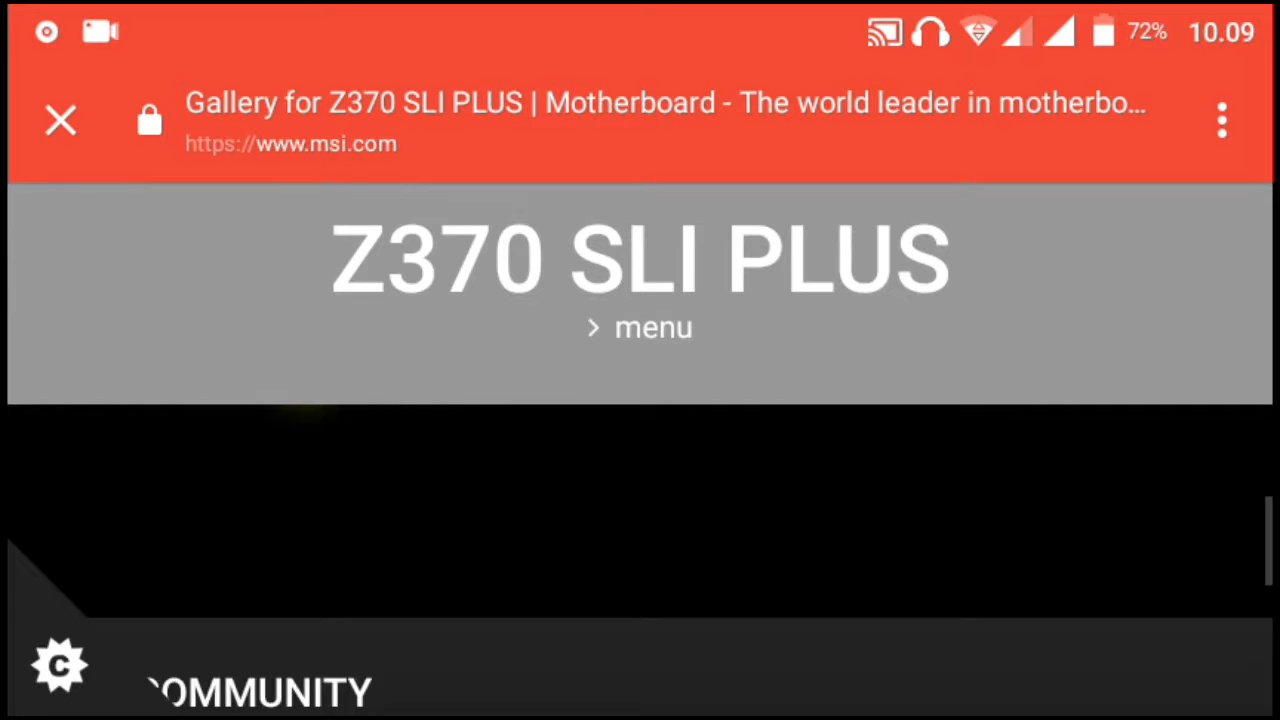 72% 10.09
Gallery for Z370 SLI PLUS | Motherboard - The world leader in motherbo...
https://www.msi.com
Z370 SLI PLUS
> menu
C
COMMUNITY